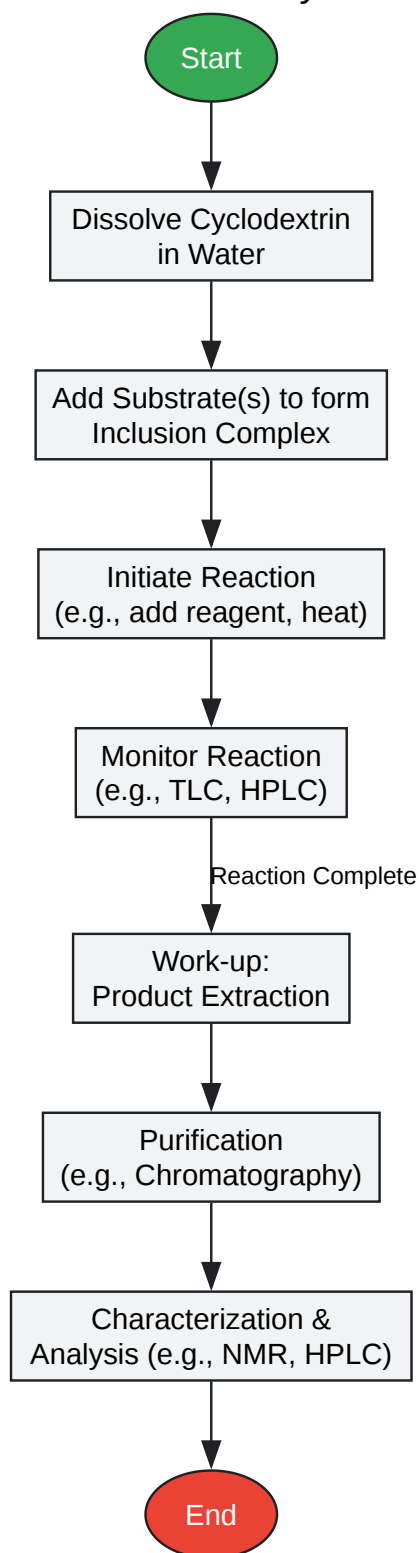 Start
Dissolve Cyclodextrin
in Water
Add Substrate(s) to form
Inclusion Complex
Initiate Reaction
(e.g., add reagent, heat)
Monitor Reaction
(e.g., TLC, HPLC)
Reaction Complete
Work-up:
Product Extraction
Purification
(e.g., Chromatography)
Characterization &
Analysis (e.g., NMR, HPLC)
End